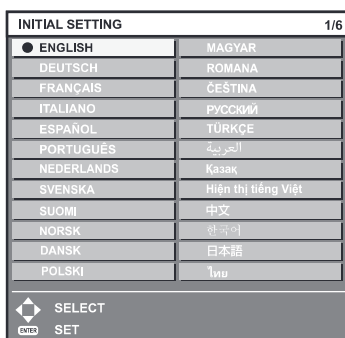 INITIAL SETTING 1/6
ENGLISH MAGYAR
DEUTSCH ROMANA
FRANÇAIS ČEŠTINA
ITALIANO РУССКИЙ
ESPAÑOL TÜRKÇE
PORTUGUÊS العربية
NEDERLANDS Қазақ
SVENSKA Hiện thị tiếng Việt
SUOMI 中文
NORSK 한국어
DANSK 日本語
POLSKI ไทย
SELECT
ENTER SET